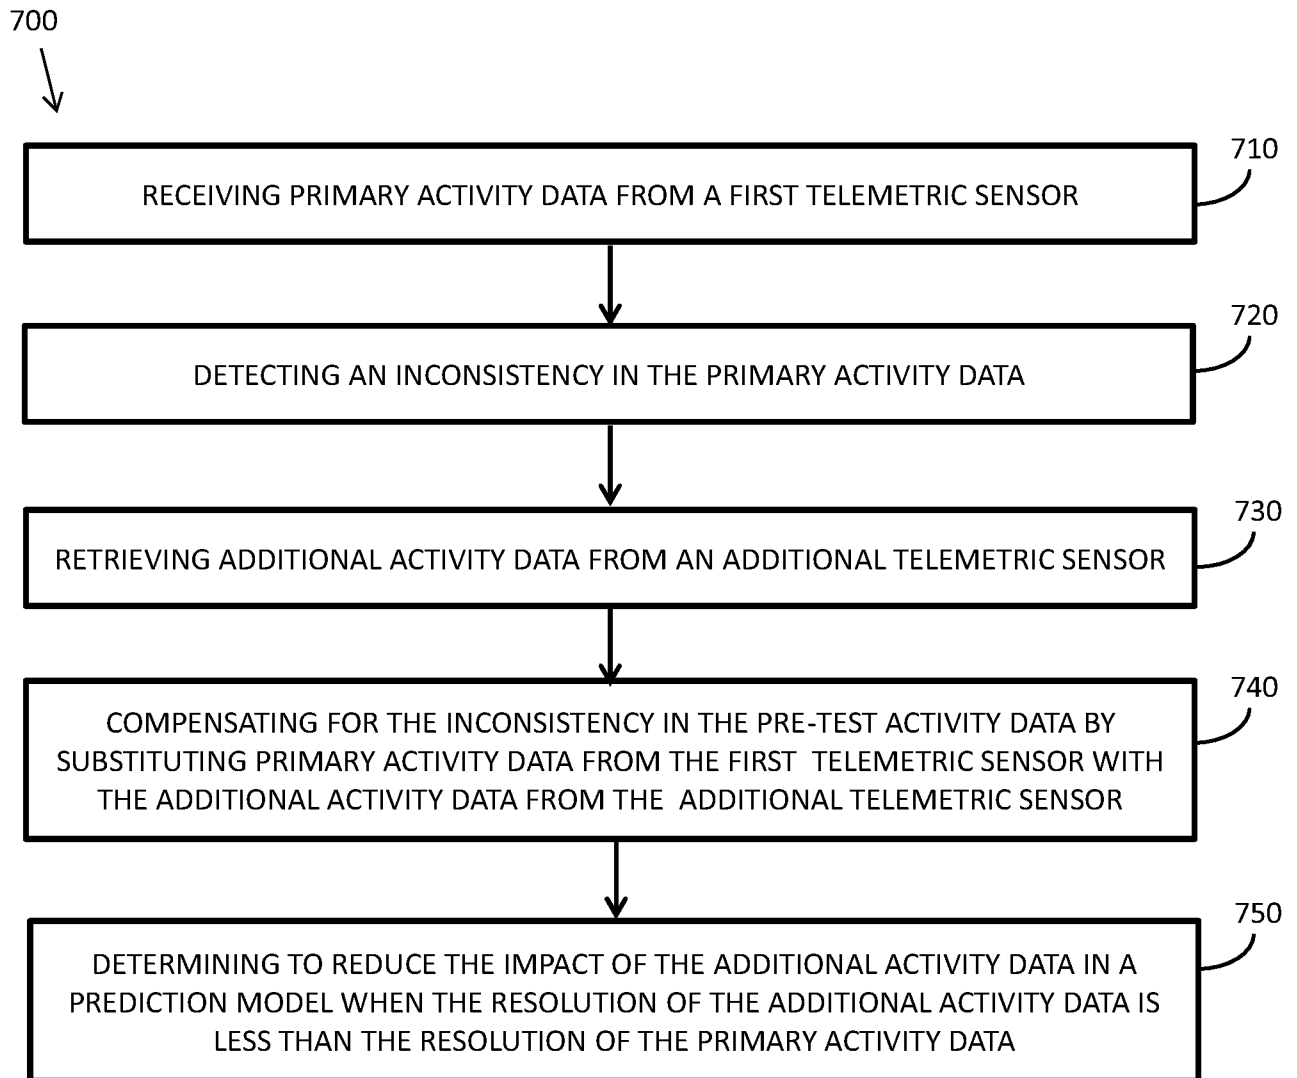 700
710
RECEIVING PRIMARY ACTIVITY DATA FROM A FIRST TELEMETRIC SENSOR
720
DETECTING AN INCONSISTENCY IN THE PRIMARY ACTIVITY DATA
730
RETRIEVING ADDITIONAL ACTIVITY DATA FROM AN ADDITIONAL TELEMETRIC SENSOR
740
COMPENSATING FOR THE INCONSISTENCY IN THE PRE-TEST ACTIVITY DATA BY
SUBSTITUTING PRIMARY ACTIVITY DATA FROM THE FIRST TELEMETRIC SENSOR WITH
THE ADDITIONAL ACTIVITY DATA FROM THE ADDITIONAL TELEMETRIC SENSOR
750
DETERMINING TO REDUCE THE IMPACT OF THE ADDITIONAL ACTIVITY DATA IN A
PREDICTION MODEL WHEN THE RESOLUTION OF THE ADDITIONAL ACTIVITY DATA IS
LESS THAN THE RESOLUTION OF THE PRIMARY ACTIVITY DATA